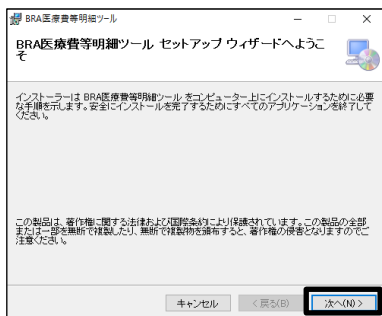 BRA医療費等明細ツール
BRA医療費等明細ツール セットアップ ウィザードへようこ
そ
インストーラーは BRA医療費等明細ツール をコンピューター上にインストールするために必要
な手順を示します。安全にインストールを完了するためにすべてのアプリケーションを終了して
ください。
この製品は、著作権に関する法律および国際条約により保護されています。この製品の全部
または一部を無断で複製したり、無断で複製物を頒布すると、著作権の侵害となりますのでご
注意ください。
キャンセル
< 戻る(B)
次へ(N) >